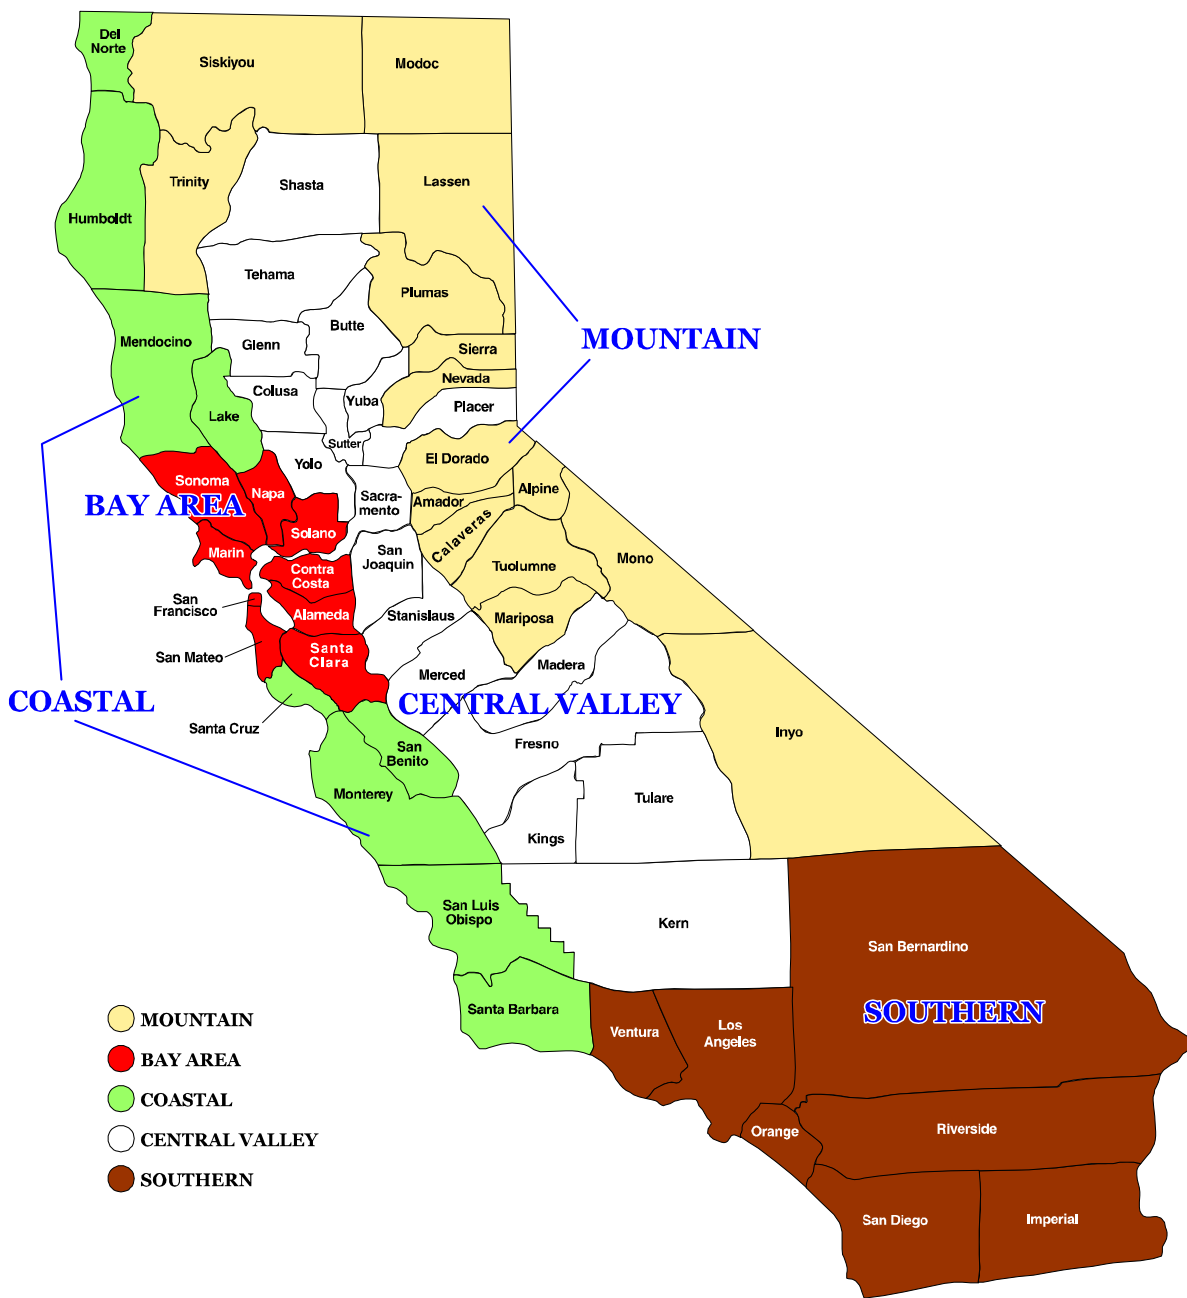 Del
Norte
Siskiyou
Modoc
Trinity
Shasta
Lassen
Humboldt
Tehama
Plumas
Butte
MOUNTAIN
Mendocino
Glenn
Sierra
Nevada
Colusa
Yuba
Placer
Lake
Sutter
Yolo
El Dorado
Sonoma
Napa
BAY AREA
Sacra-
mento
Amador
Alpine
Calaveras
Solano
Marin
San
Joaquin
Mono
Contra
Costa
Tuolumne
San
Francisco
Alameda
Stanislaus
Mariposa
San Mateo
Santa
Clara
Merced
Madera
COASTAL
CENTRAL VALLEY
Santa Cruz
San
Benito
Fresno
Inyo
Monterey
Tulare
Kings
San Luis
Obispo
Kern
San Bernardino
Santa Barbara
SOUTHERN
Ventura
Los
Angeles
MOUNTAIN
BAY AREA
COASTAL
CENTRAL VALLEY
SOUTHERN
Orange
Riverside
San Diego
Imperial